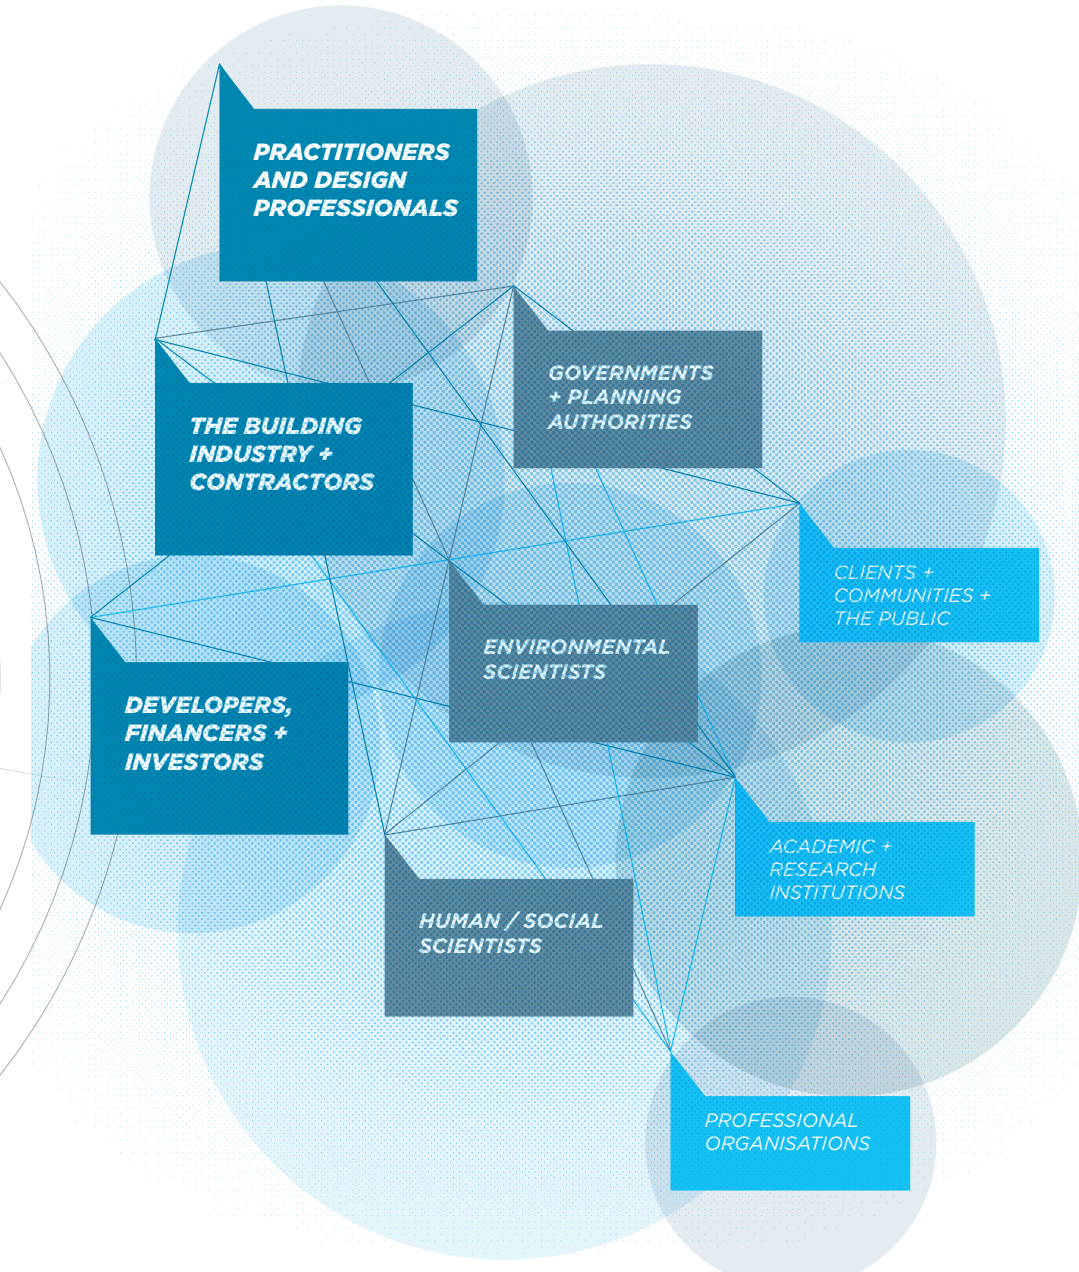 PRACTITIONERS
AND DESIGN
PROFESSIONALS
GOVERNMENTS
+ PLANNING
AUTHORITIES
THE BUILDING
INDUSTRY +
CONTRACTORS
CLIENTS +
COMMUNITIES +
THE PUBLIC
ENVIRONMENTAL
SCIENTISTS
DEVELOPERS,
FINANCERS +
INVESTORS
ACADEMIC +
RESEARCH
INSTITUTIONS
HUMAN / SOCIAL
SCIENTISTS
PROFESSIONAL
ORGANISATIONS